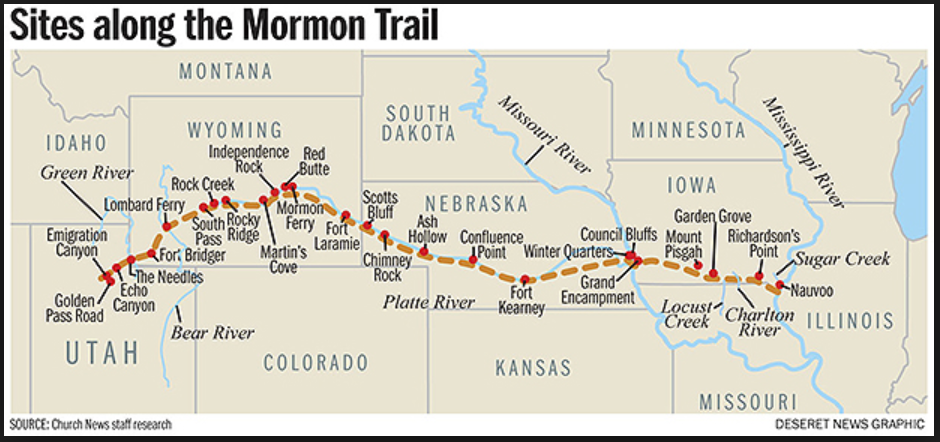 Sites along the Mormon Trail
MONTANA
SOUTH
DAKOTA
Missouri River
MINNESOTA
Mississippi River
IDAHO
WYOMING
Green River
Independence
Rock
Red
Butte
Rock Creek
Lombard Ferry
South
Pass
Rocky
Ridge
Martin's
Cove
Mormon
Ferry
Fort
Laramie
Scotts
Bluff
Chimney
Rock
NEBRASKA
Ash
Hollow
Confluence
Point
Winter Quarters
Council Bluffs
IOWA
Garden Grove
Mount
Pisgah
Richardson's
Point
Sugar Creek
Nauvoo
Emigration
Canyon
Fort Bridger
The Needles
Echo
Canyon
Golden
Pass Road
Bear River
Platte River
Fort
Kearney
Grand
Encampment
Locust
Creek
Charlton
River
ILLINOIS
UTAH
COLORADO
KANSAS
MISSOURI
SOURCE: Church News staff research
DESERET NEWS GRAPHIC